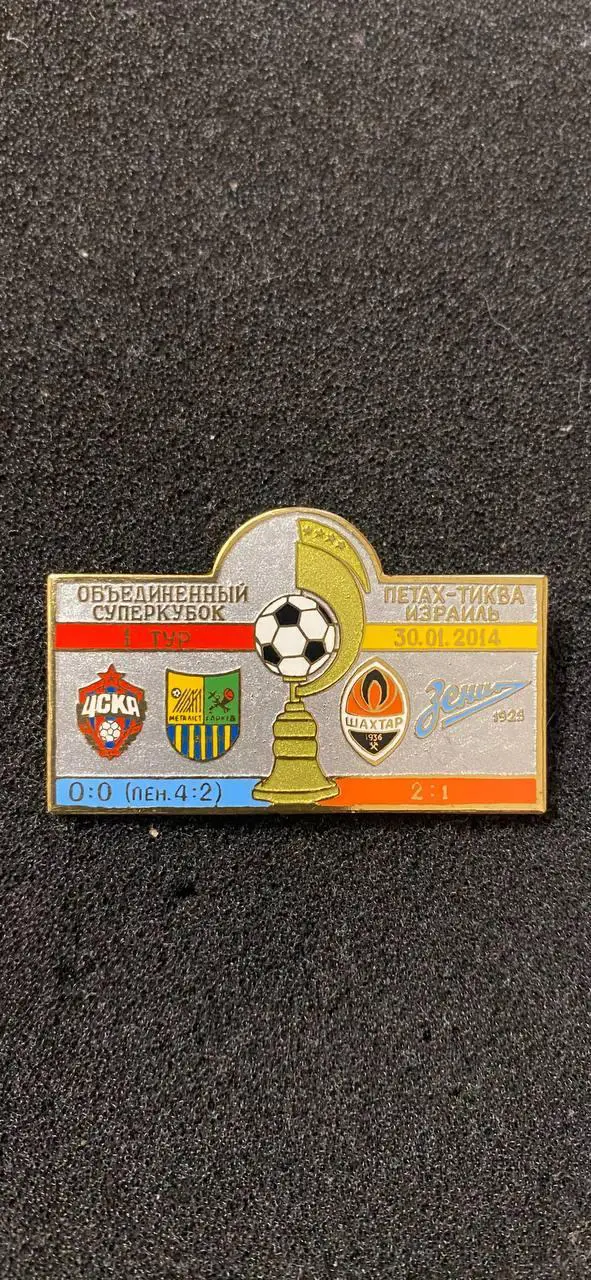 ОБЪЕДИНЕННЫЙ
СУПЕРКУБОК
1 ТУР
ПЕТАХ-ТИКВА
ИЗРАИЛЬ
30.01.2014
ЦСКА
МЕТАЛІСТ ХАРКІВ
ШАХТАР
1936
Зенит
1925
0:0 (ПЕН. 4:2)
2:1